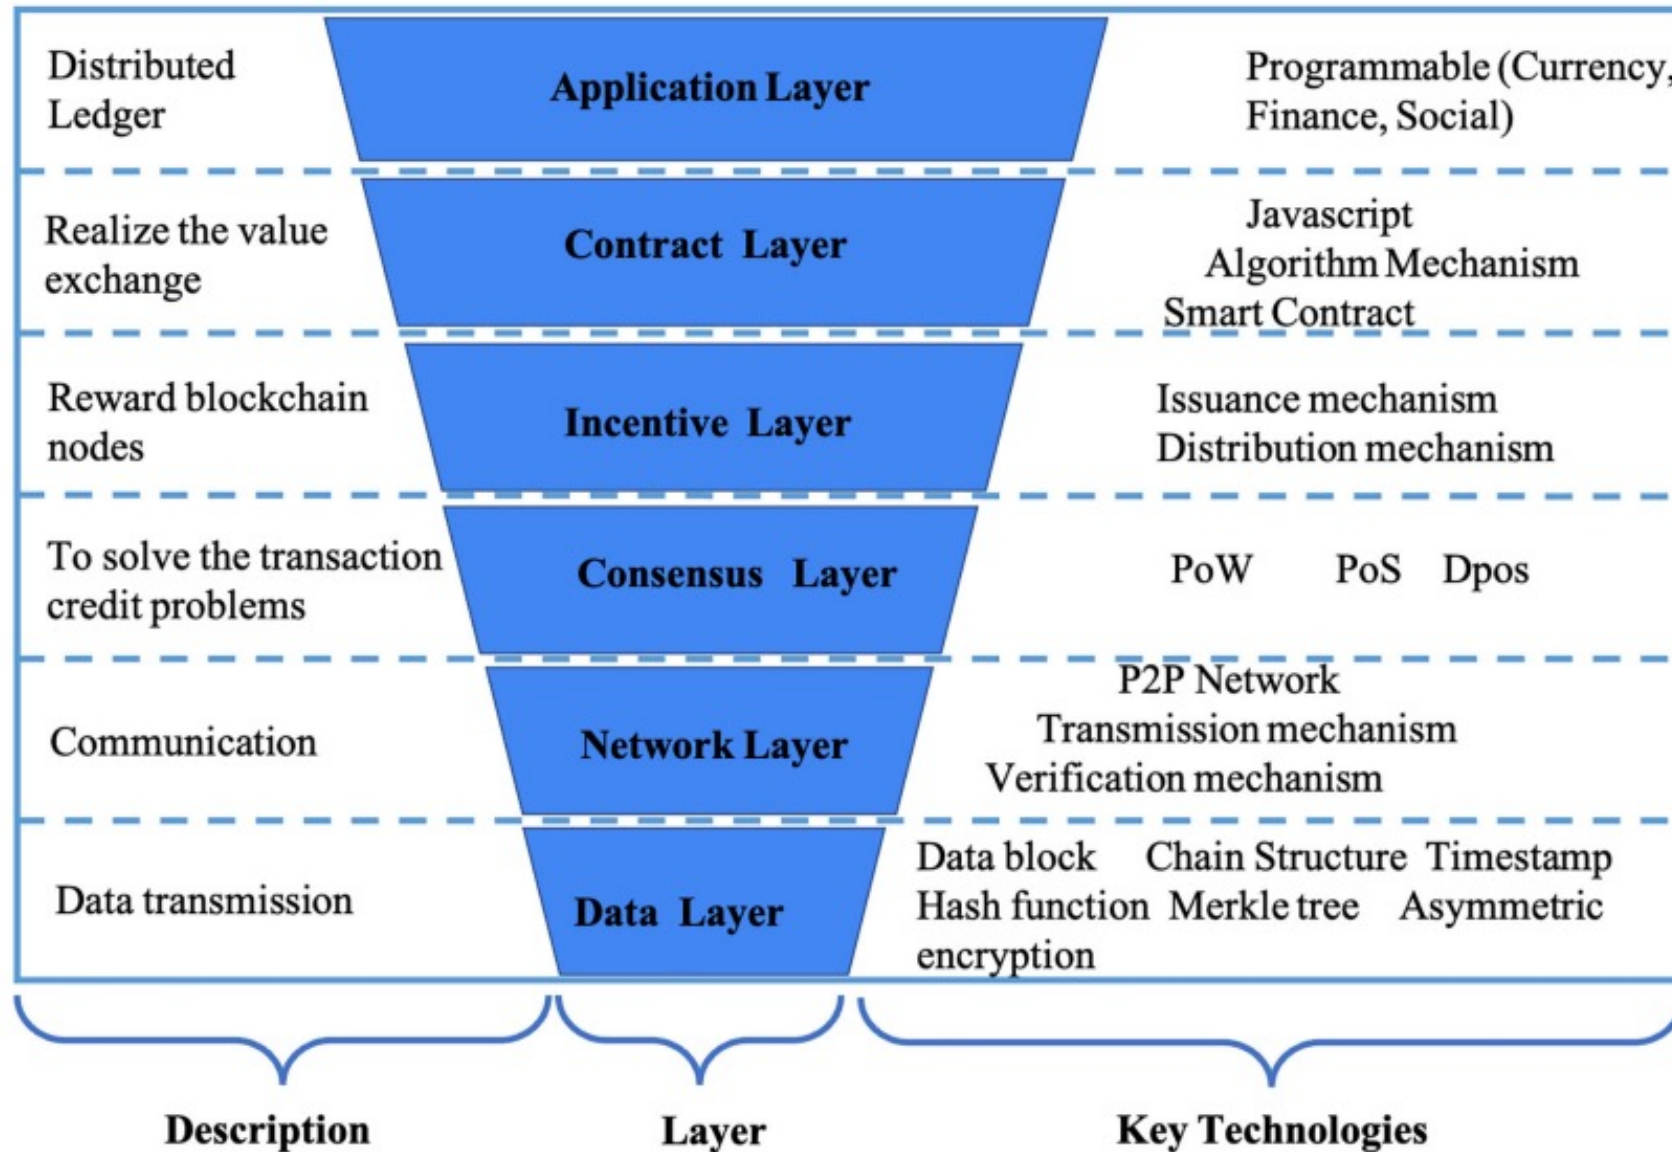 Distributed
Ledger
Application Layer
Programmable (Currency,
Finance, Social)
Realize the value
exchange
Contract Layer
Javascript
Algorithm Mechanism
Smart Contract
Reward blockchain
nodes
Incentive Layer
Issuance mechanism
Distribution mechanism
To solve the transaction
credit problems
Consensus Layer
PoW PoS Dpos
Communication
Network Layer
P2P Network
Transmission mechanism
Verification mechanism
Data transmission
Data Layer
Data block Chain Structure Timestamp
Hash function Merkle tree Asymmetric
encryption
Description
Layer
Key Technologies